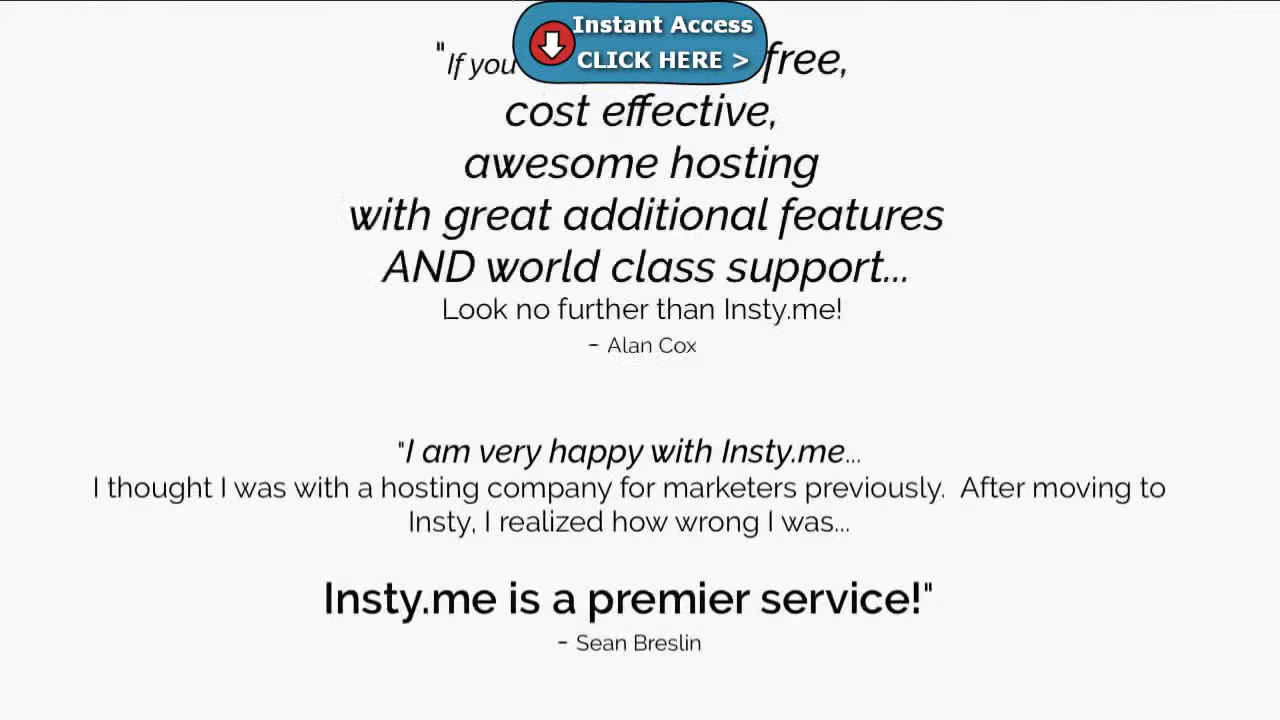 Instant Access
CLICK HERE >
"If you free,
cost effective,
awesome hosting
with great additional features
AND world class support...
Look no further than Insty.me!
- Alan Cox
"I am very happy with Insty.me...
I thought I was with a hosting company for marketers previously.  After moving to
Insty, I realized how wrong I was...
Insty.me is a premier service!"
- Sean Breslin